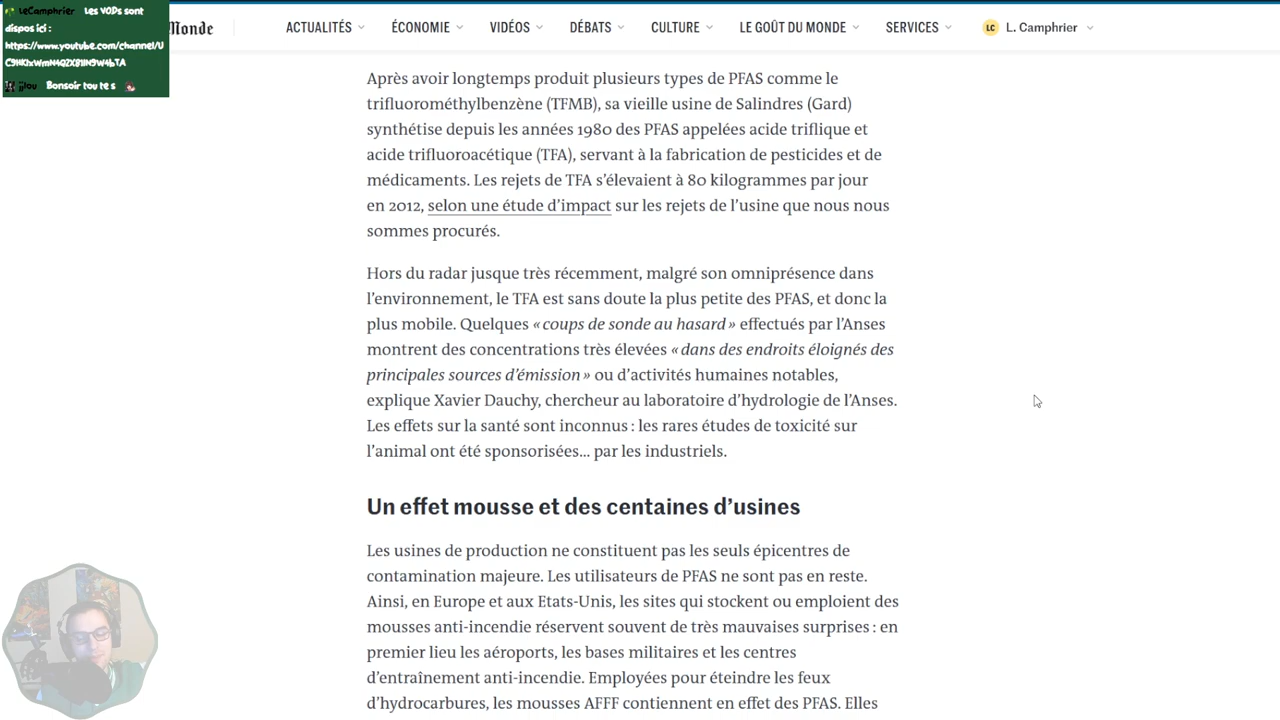 LeCamphrier Les VODs sont
dispos ici :
https://www.youtube.com/channel/U
jjlou Bonsoir tou te s
Monde
ACTUALITÉS
ÉCONOMIE
VIDÉOS
DÉBATS
CULTURE
LE GOÛT DU MONDE
SERVICES
LC
L. Camphrier
Après avoir longtemps produit plusieurs types de PFAS comme le
trifluorométhylbenzène (TFMB), sa vieille usine de Salindres (Gard)
synthétise depuis les années 1980 des PFAS appelées acide triflique et
acide trifluoroacétique (TFA), servant à la fabrication de pesticides et de
médicaments. Les rejets de TFA s’élevaient à 80 kilogrammes par jour
en 2012, selon une étude d’impact sur les rejets de l’usine que nous nous
sommes procurés.
Hors du radar jusque très récemment, malgré son omniprésence dans
l’environnement, le TFA est sans doute la plus petite des PFAS, et donc la
plus mobile. Quelques « coups de sonde au hasard » effectués par l’Anses
montrent des concentrations très élevées « dans des endroits éloignés des
principales sources d’émission » ou d’activités humaines notables,
explique Xavier Dauchy, chercheur au laboratoire d’hydrologie de l’Anses.
Les effets sur la santé sont inconnus : les rares études de toxicité sur
l’animal ont été sponsorisées… par les industriels.
Un effet mousse et des centaines d’usines
Les usines de production ne constituent pas les seuls épicentres de
contamination majeure. Les utilisateurs de PFAS ne sont pas en reste.
Ainsi, en Europe et aux Etats-Unis, les sites qui stockent ou emploient des
mousses anti-incendie réservent souvent de très mauvaises surprises : en
premier lieu les aéroports, les bases militaires et les centres
d’entraînement anti-incendie. Employées pour éteindre les feux
d’hydrocarbures, les mousses AFFF contiennent en effet des PFAS. Elles